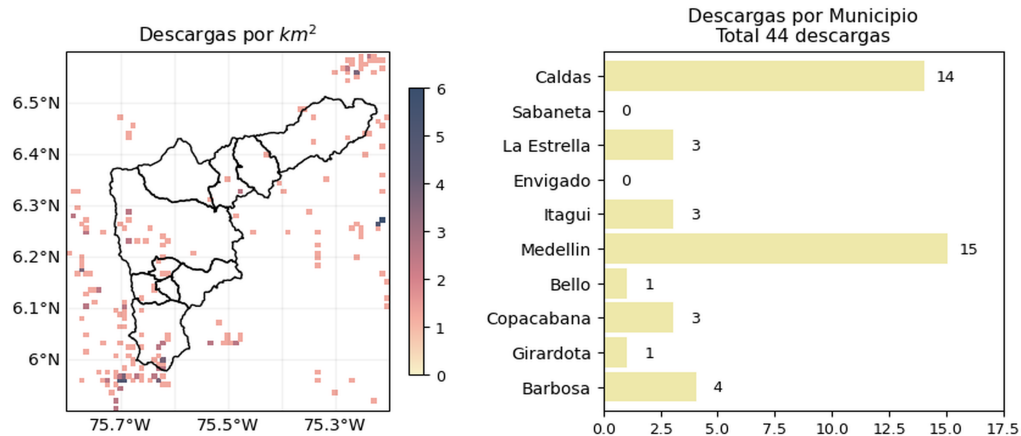 Descargas por km²
6.5°N
6.4°N
6.3°N
6.2°N
6.1°N
6°N
75.7°W 75.5°W 75.3°W
6
5
4
3
2
1
0
Descargas por Municipio
Total 44 descargas
Caldas 14
Sabaneta 0
La Estrella 3
Envigado 0
Itagui 3
Medellin 15
Bello 1
Copacabana 3
Girardota 1
Barbosa 4
0.0 2.5 5.0 7.5 10.0 12.5 15.0 17.5